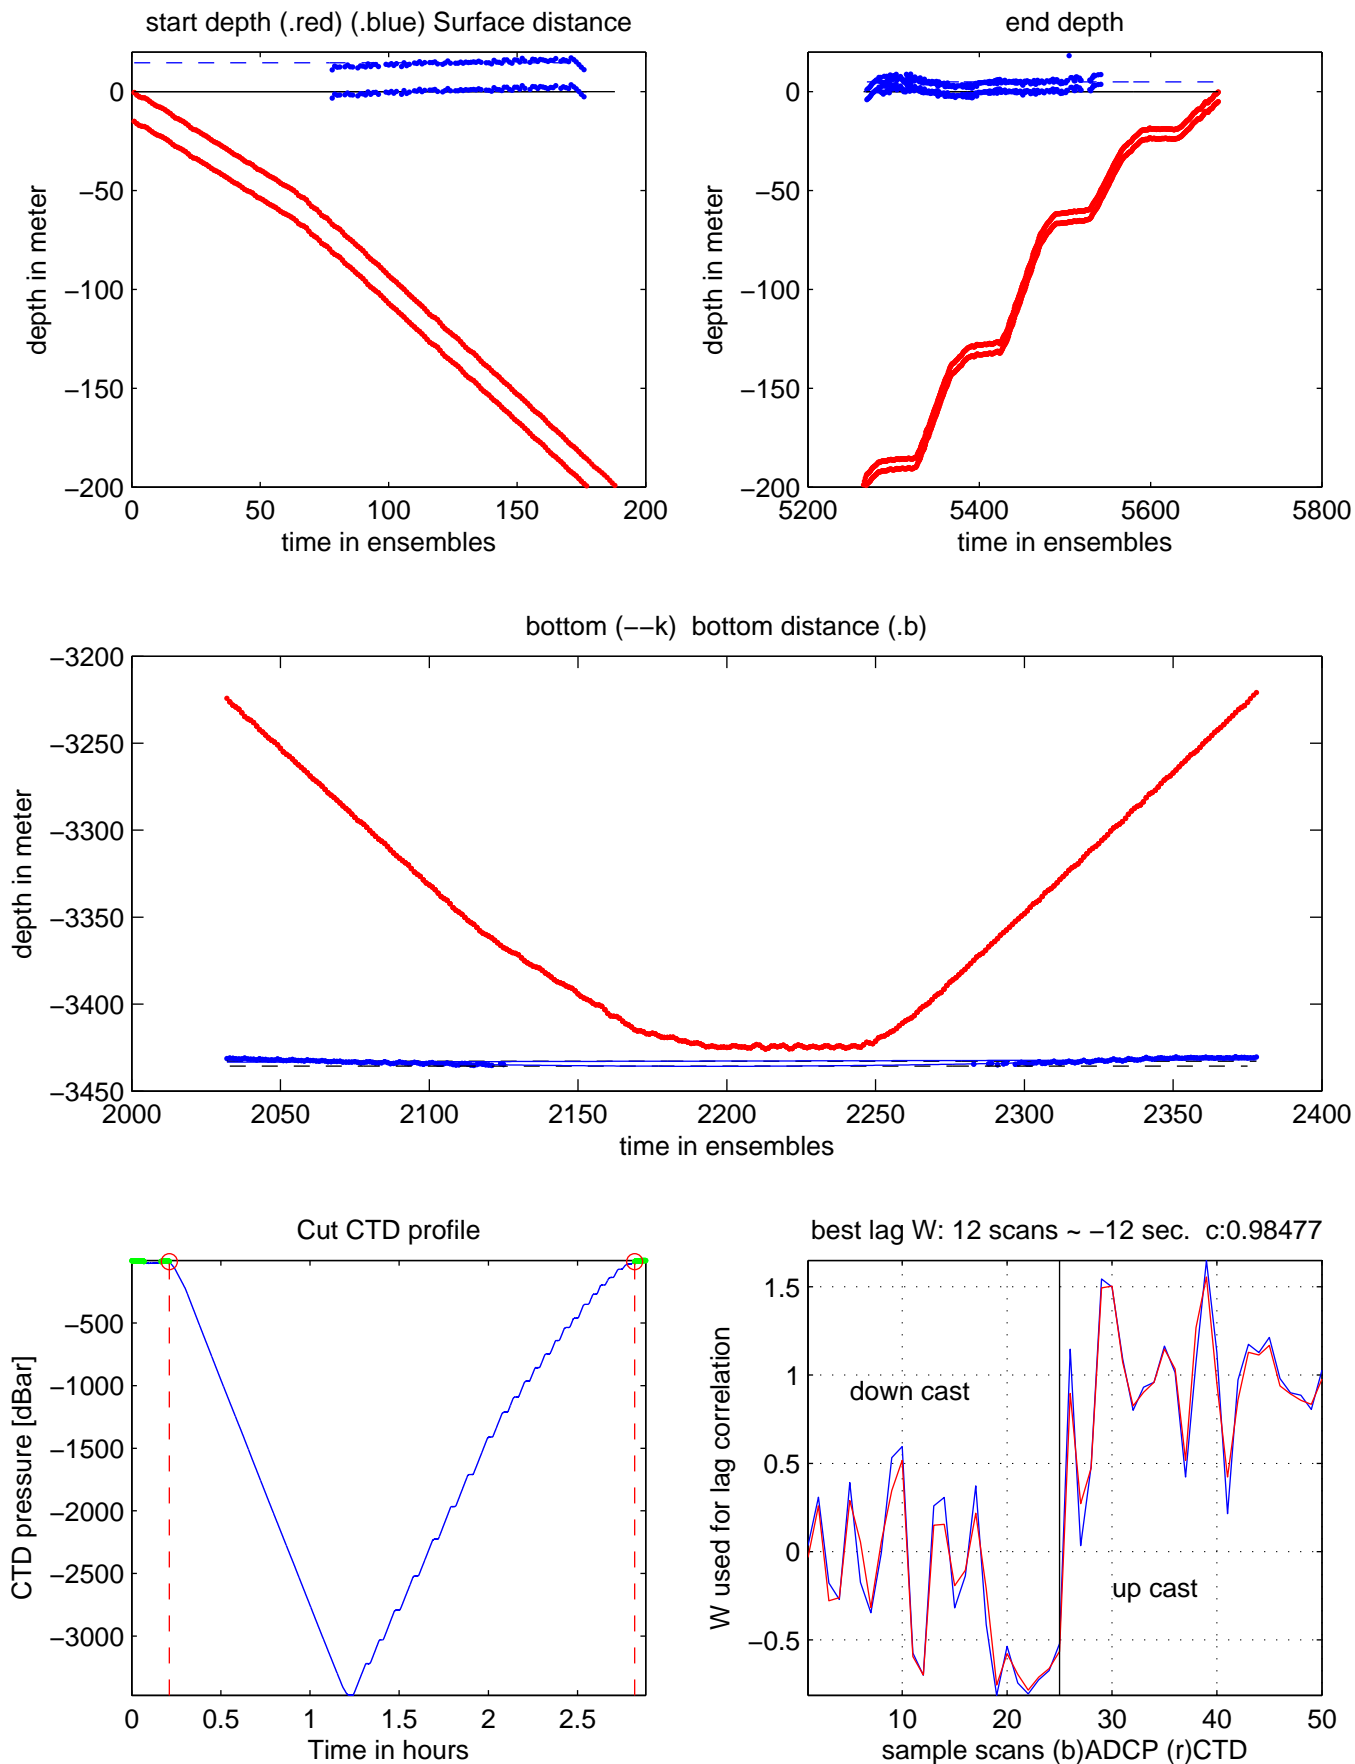 start depth (.red) (.blue) Surface distance
end depth
0
−50
−100
−150
−200
depth in meter
0 50 100 150 200
time in ensembles
0
−50
−100
−150
−200
depth in meter
5200 5400 5600 5800
time in ensembles
bottom (−−k)  bottom distance (.b)
−3200
−3250
−3300
−3350
−3400
−3450
depth in meter
2000 2050 2100 2150 2200 2250 2300 2350 2400
time in ensembles
Cut CTD profile
−500
−1000
−1500
−2000
−2500
−3000
CTD pressure [dBar]
0 0.5 1 1.5 2 2.5
Time in hours
best lag W: 12 scans ~ −12 sec.  c:0.98477
1.5
1
0.5
0
−0.5
W used for lag correlation
down cast
up cast
10 20 30 40 50
sample scans (b)ADCP (r)CTD